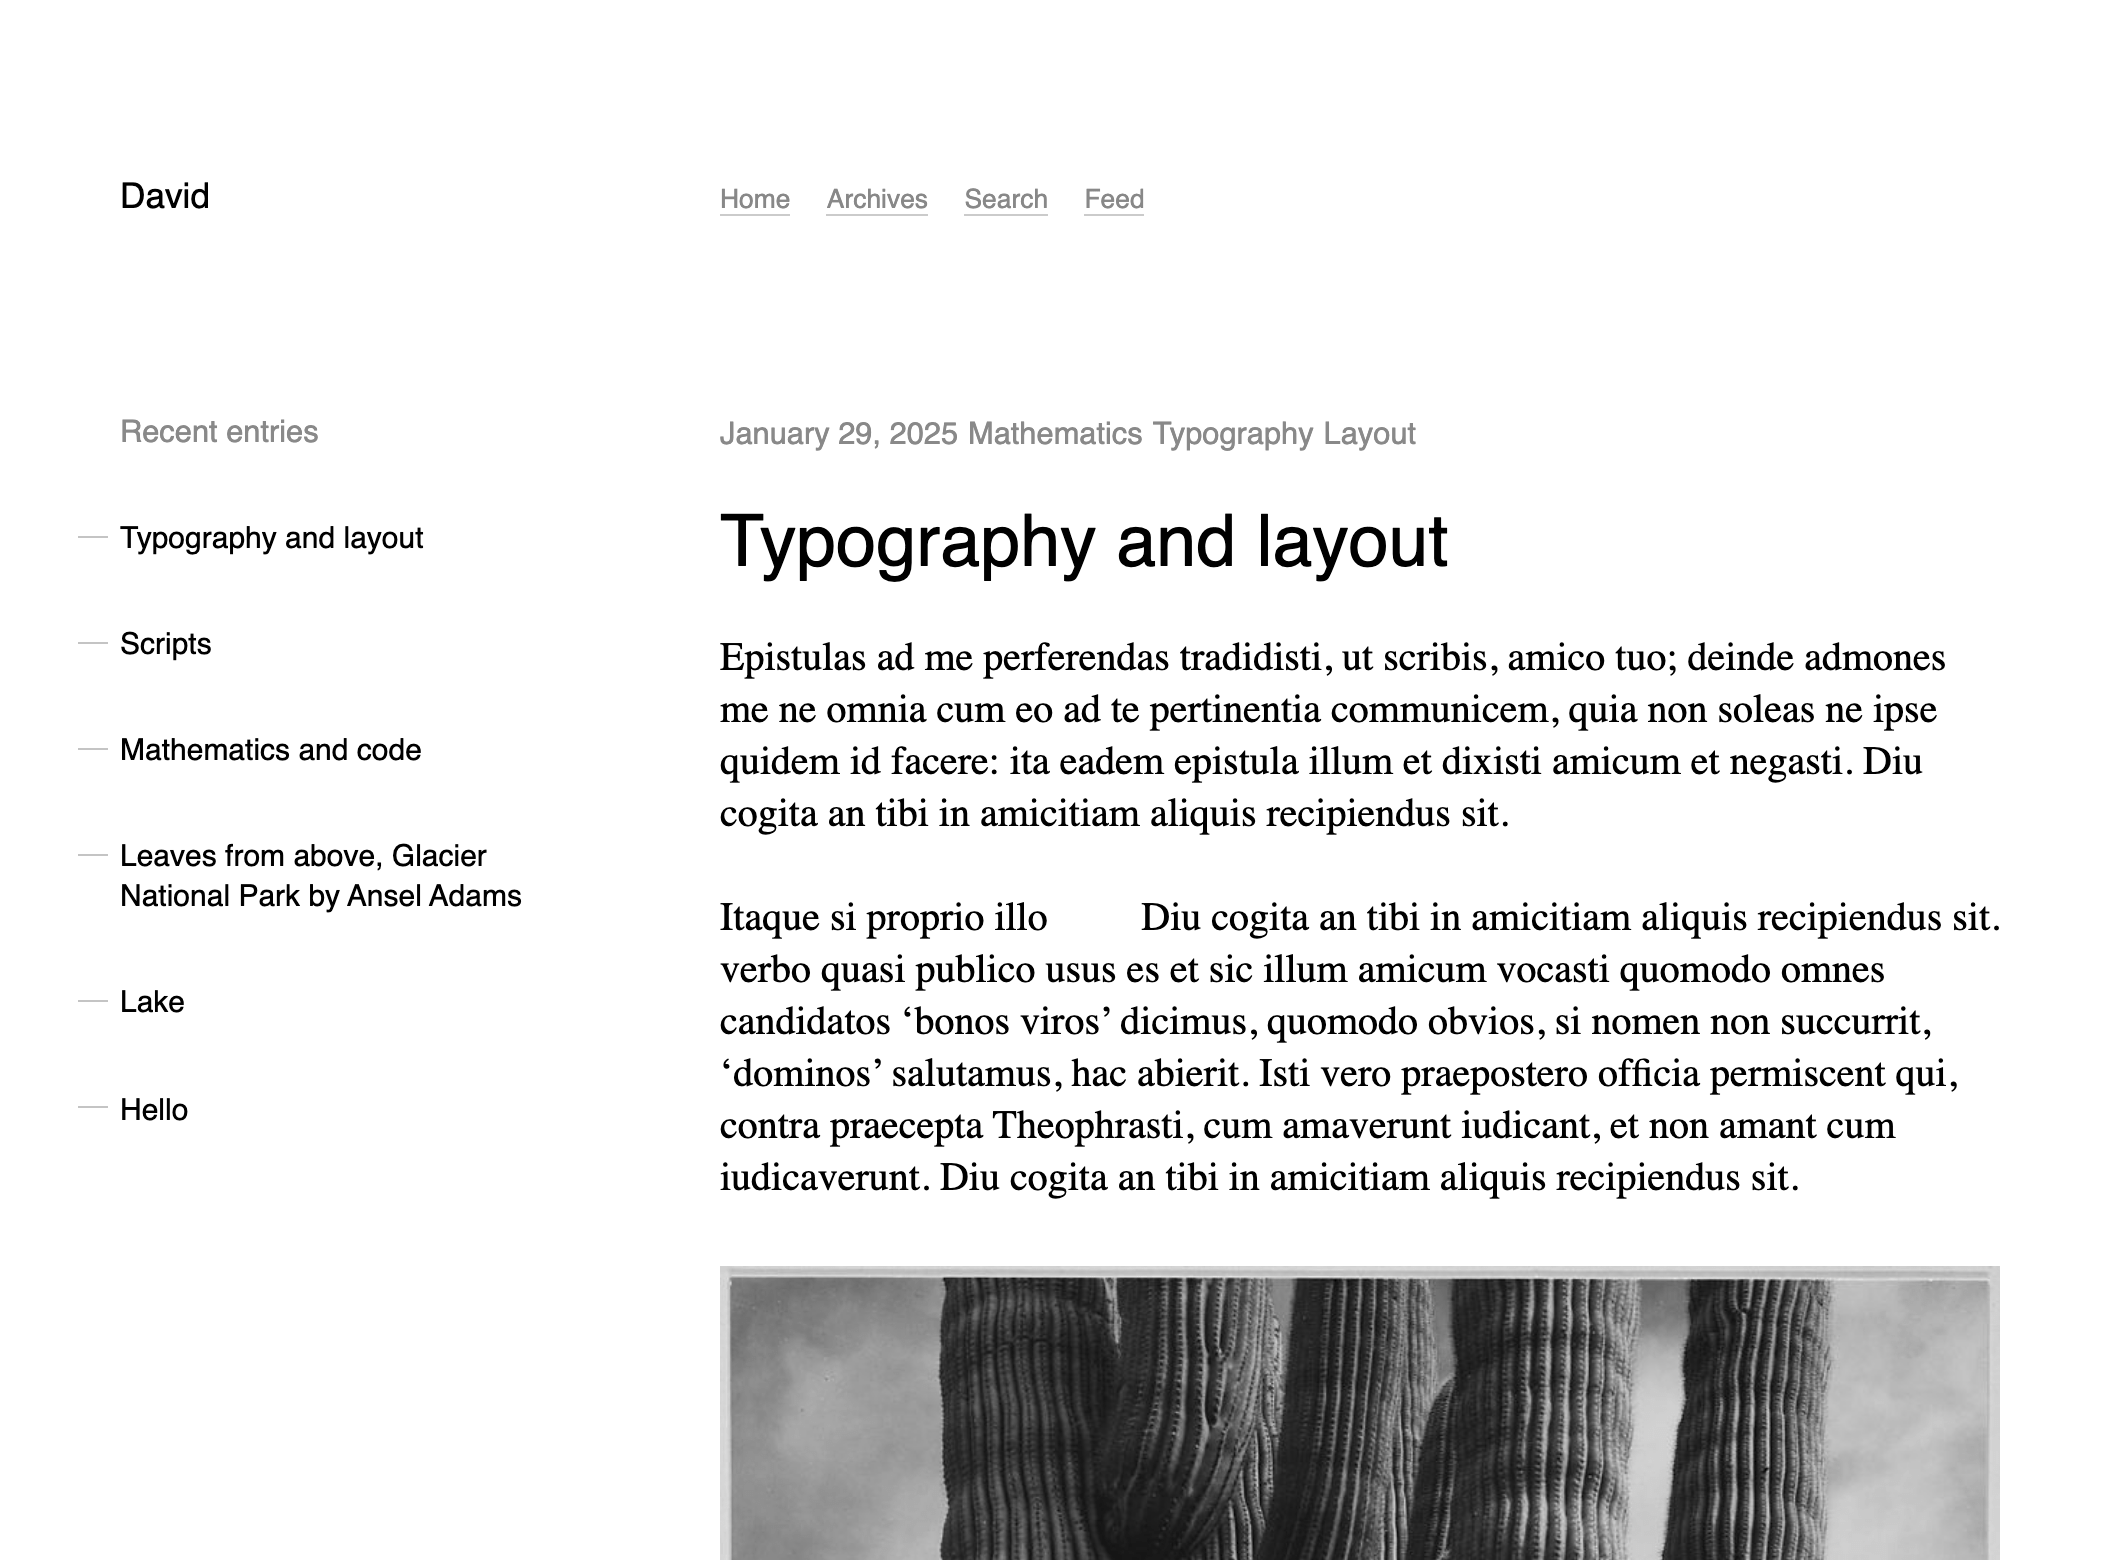 David
Home Archives Search Feed
Recent entries
Typography and layout
Scripts
Mathematics and code
Leaves from above, Glacier
National Park by Ansel Adams
Lake
Hello
January 29, 2025 Mathematics Typography Layout
Typography and layout
Epistulas ad me perferendas tradidisti, ut scribis, amico tuo; deinde admones
me ne omnia cum eo ad te pertinentia communicem, quia non soleas ne ipse
quidem id facere: ita eadem epistula illum et dixisti amicum et negasti. Diu
cogita an tibi in amicitiam aliquis recipiendus sit.
Itaque si proprio illo Diu cogita an tibi in amicitiam aliquis recipiendus sit.
verbo quasi publico usus es et sic illum amicum vocasti quomodo omnes
candidatos ‘bonos viros’ dicimus, quomodo obvios, si nomen non succurrit,
‘dominos’ salutamus, hac abierit. Isti vero praepostero officia permiscent qui,
contra praecepta Theophrasti, cum amaverunt iudicant, et non amant cum
iudicaverunt. Diu cogita an tibi in amicitiam aliquis recipiendus sit.